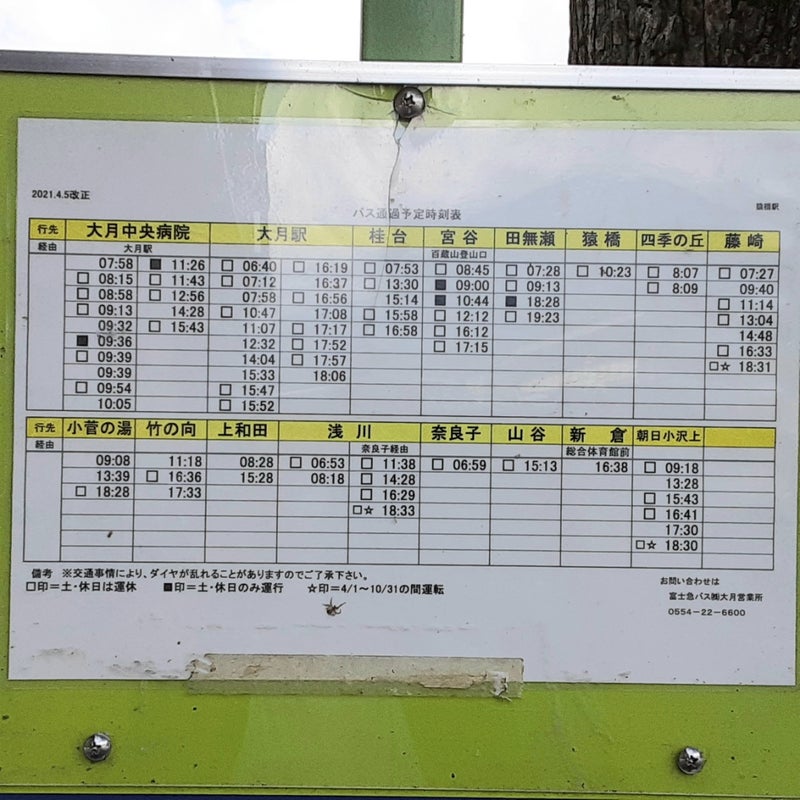 2021.4.5改正
バス通過予定時刻表
猿橋駅
行先 大月中央病院 大月駅 桂台 宮谷 田無瀬 猿橋 四季の丘 藤崎
経由 大月駅 百蔵山登山口
07:58 ■ 11:26 □ 06:40 □ 16:19 □ 07:53 □ 08:45 □ 07:28 □ 10:23 □ 8:07 □ 07:27
□ 08:15 □ 11:43 □ 07:12 16:37 □ 13:30 ■ 09:00 □ 09:13 □ 8:09 09:40
□ 08:58 □ 12:56 07:58 □ 16:56 15:14 ■ 10:44 ■ 18:28 □ 11:14
□ 09:13 14:28 □ 10:47 17:08 □ 15:58 □ 12:12 □ 19:23 □ 13:04
09:32 □ 15:43 11:07 □ 17:17 □ 16:58 □ 16:12 14:48
■ 09:36 12:32 □ 17:52 □ 17:15 □ 16:33
□ 09:39 14:04 □ 17:57 □☆ 18:31
09:39 15:33 18:06
□ 09:54 □ 15:47
10:05 □ 15:52
行先 小菅の湯 竹の向 上和田 浅川 奈良子 山谷 新倉 朝日小沢上
経由 奈良子経由 総合体育館前
09:08 11:18 08:28 □ 06:53 □ 11:38 □ 06:59 □ 15:13 16:38 □ 09:18
13:39 □ 16:36 15:28 08:18 □ 14:28 13:28
□ 18:28 17:33 □ 16:29 □ 15:43
□☆ 18:33 □ 16:41
17:30
□☆ 18:30
備考 ※交通事情により、ダイヤが乱れることがありますのでご了承下さい。
□印=土・休日は運休 ■印=土・休日のみ運行 ☆印=4/1～10/31の間運転
お問い合わせは
富士急バス㈱大月営業所
0554－22－6600